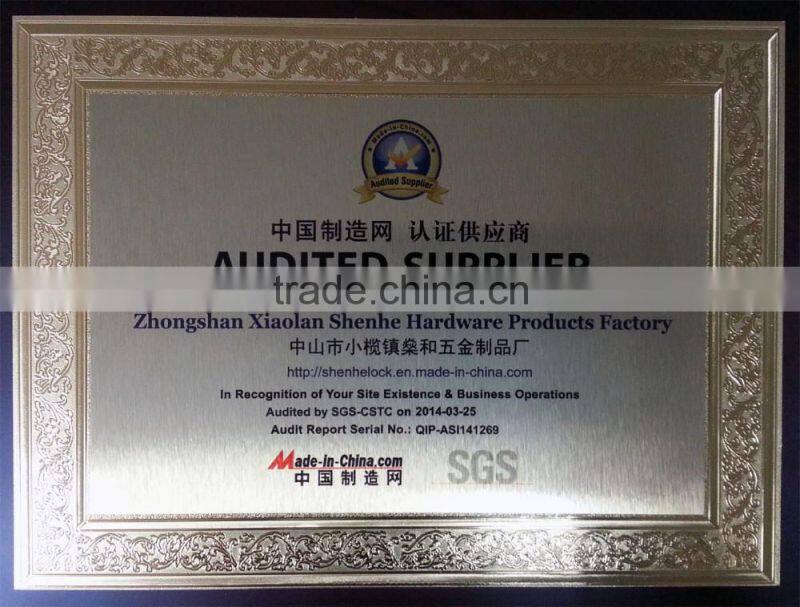 Made-in-China.com
Audited Supplier
中国制造网 认证供应商
AUDITED SUPPLIER
trade.china.cn
Zhongshan Xiaolan Shenhe Hardware Products Factory
中山市小榄镇燊和五金制品厂
http://shenhelock.en.made-in-china.com
In Recognition of Your Site Existence & Business Operations
Audited by SGS-CSTC on 2014-03-25
Audit Report Serial No.: QIP-ASI141269
Made-in-China.com
中国制造网
SGS